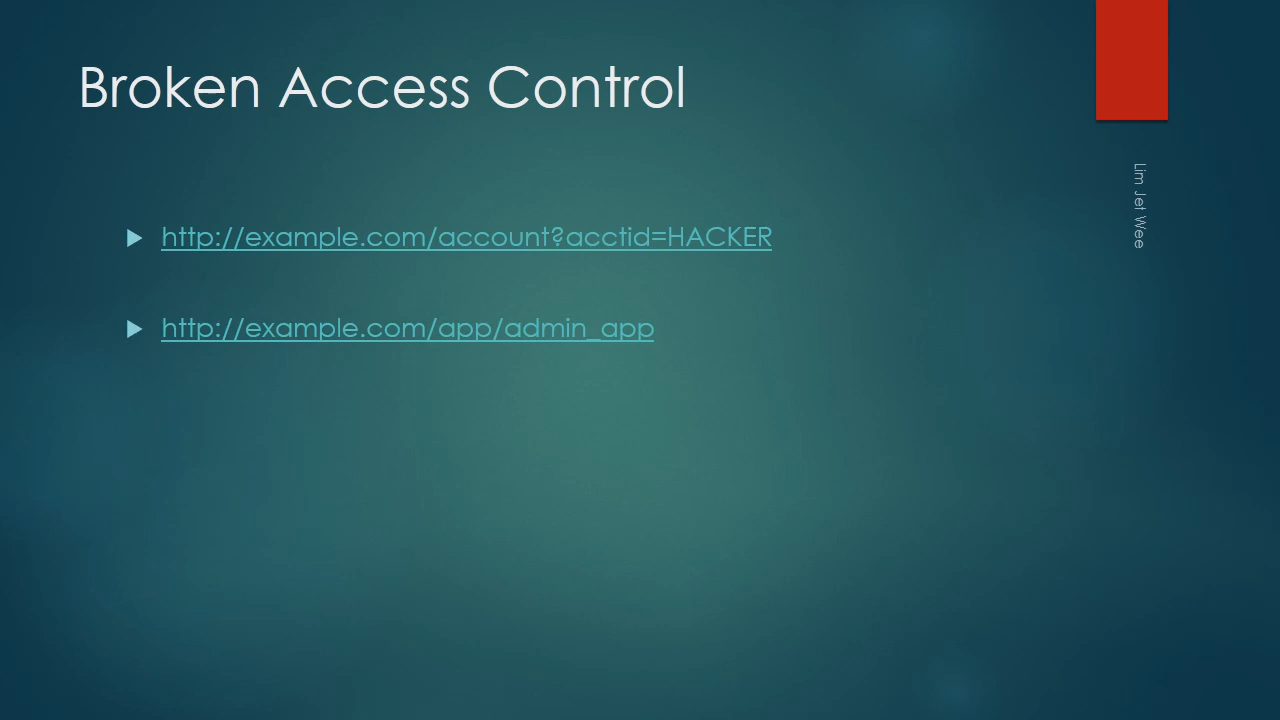 Broken Access Control
http://example.com/account?acctid=HACKER
http://example.com/app/admin_app
Lim Jet Wee